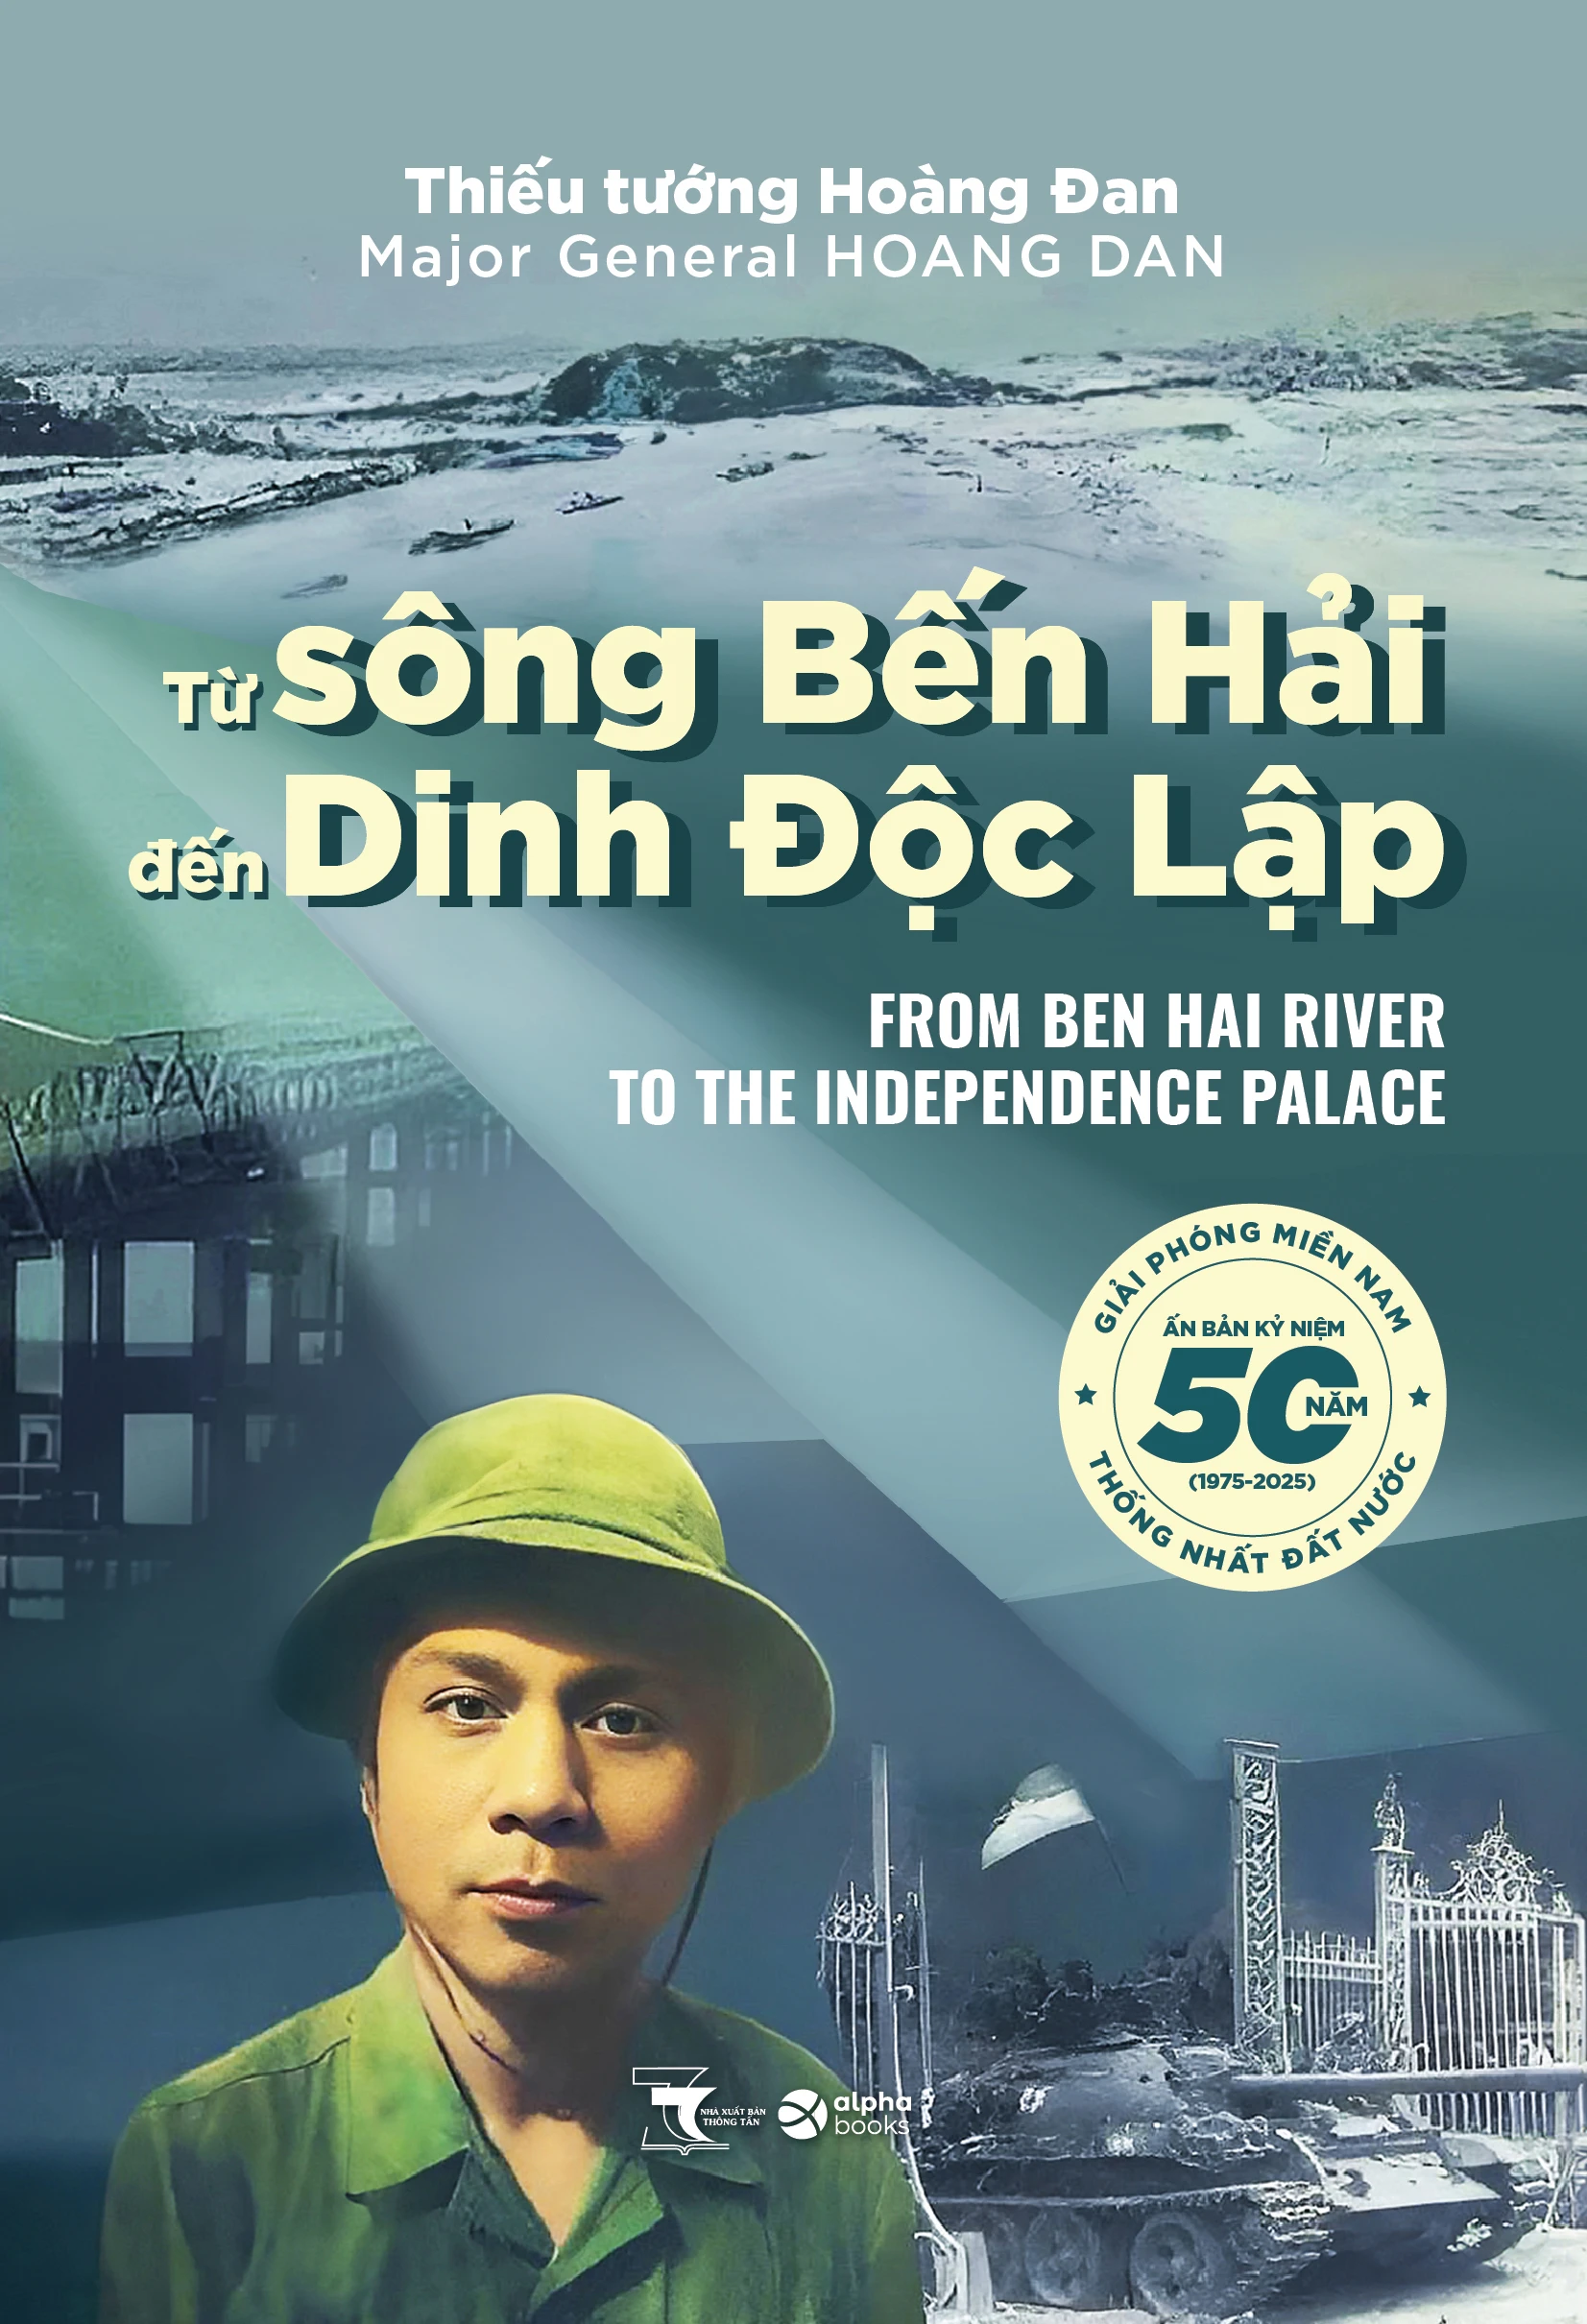 Thiếu tướng Hoàng Đan
Major General HOANG DAN
Từ sông Bến Hải
đến Dinh Độc Lập
FROM BEN HAI RIVER
TO THE INDEPENDENCE PALACE
GIẢI PHÓNG MIỀN NAM
ẤN BẢN KỶ NIỆM
50 NĂM
(1975-2025)
THỐNG NHẤT ĐẤT NƯỚC
NHÀ XUẤT BẢN
THÔNG TẤN
alpha
books